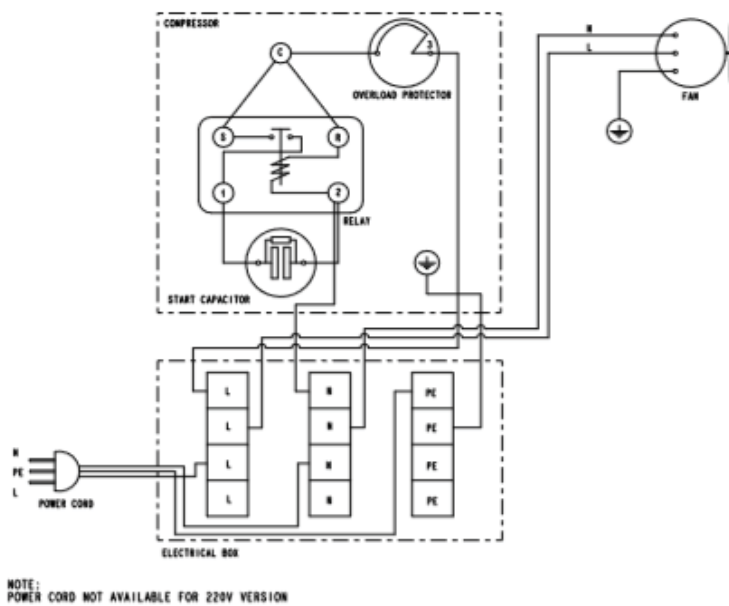 COMPRESSOR
C
3
OVERLOAD PROTECTOR
N
L
FAN
S
R
1
2
RELAY
START CAPACITOR
L
N
PE
L
N
PE
L
N
PE
L
N
PE
N
PE
L
POWER CORD
ELECTRICAL BOX
NOTE:
POWER CORD NOT AVAILABLE FOR 220V VERSION